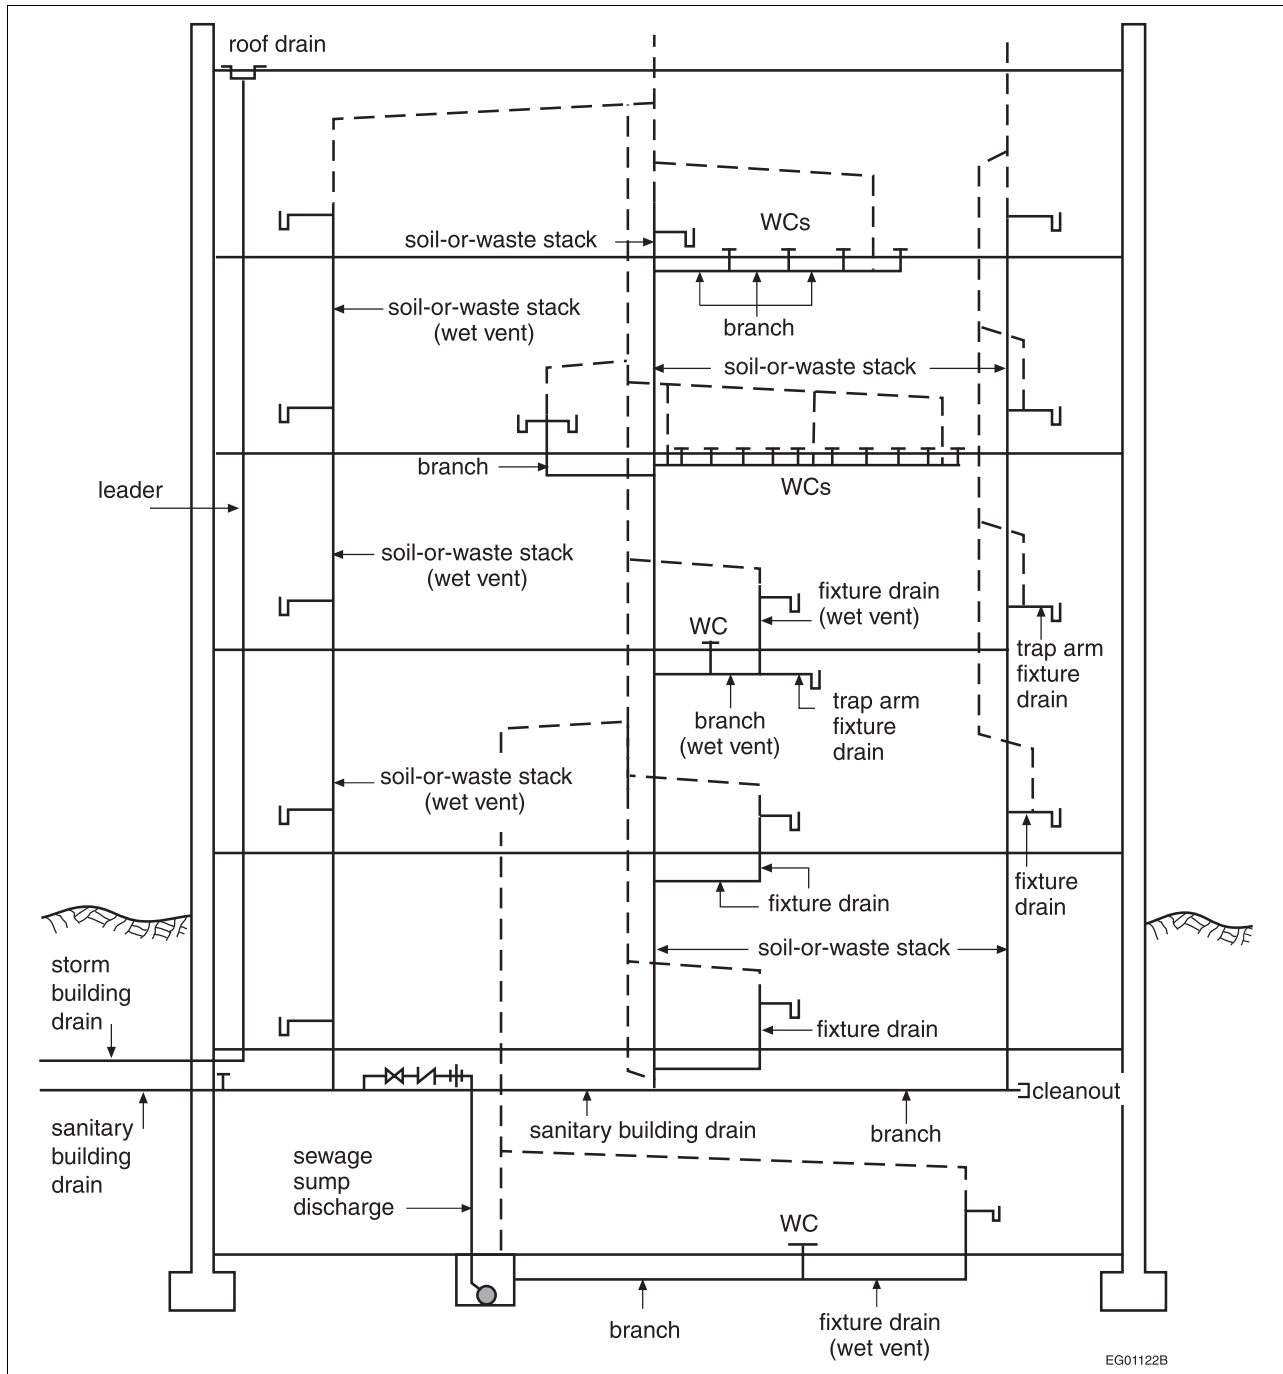 roof drain
WCs
soil-or-waste stack
soil-or-waste stack
(wet vent)
branch
soil-or-waste stack
branch
WCs
leader
soil-or-waste stack
(wet vent)
fixture drain
(wet vent)
WC
trap arm
fixture
drain
trap arm
fixture
drain
branch
(wet vent)
soil-or-waste stack
(wet vent)
fixture
drain
fixture drain
soil-or-waste stack
storm
building
drain
fixture drain
cleanout
sanitary
building
drain
sanitary building drain
branch
sewage
sump
discharge
WC
branch
fixture drain
(wet vent)
EG01122B